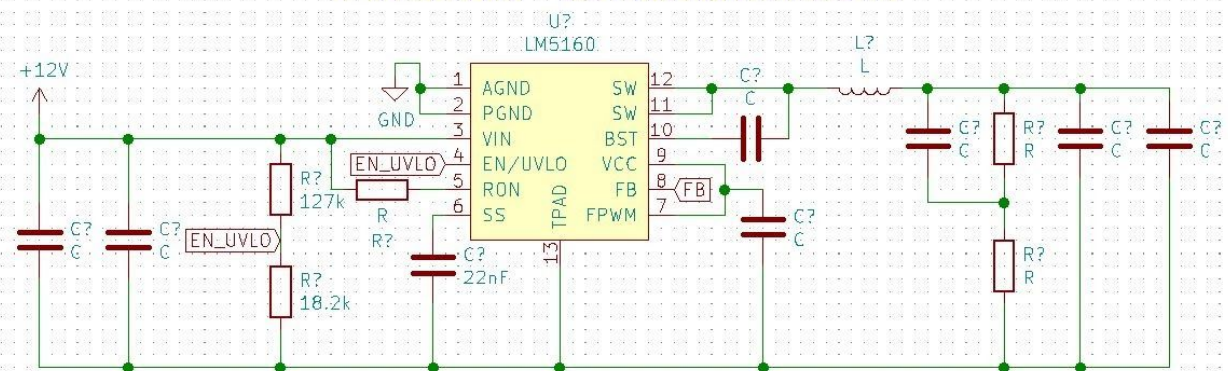 U?
LM5160
+12V
GND
1 AGND
2 PGND
3 VIN
4 EN/UVLO
5 RON
6 SS
SW 12
SW 11
BST 10
VCC 9
FB 8
FPWM 7
TPAD
13
EN_UVLO
FB
EN_UVLO
C?
C
C?
C
R?
127k
R?
18.2k
R
R?
C?
22nF
C?
C
C?
C
L?
L
C?
C
R?
R
C?
C
C?
C
R?
R